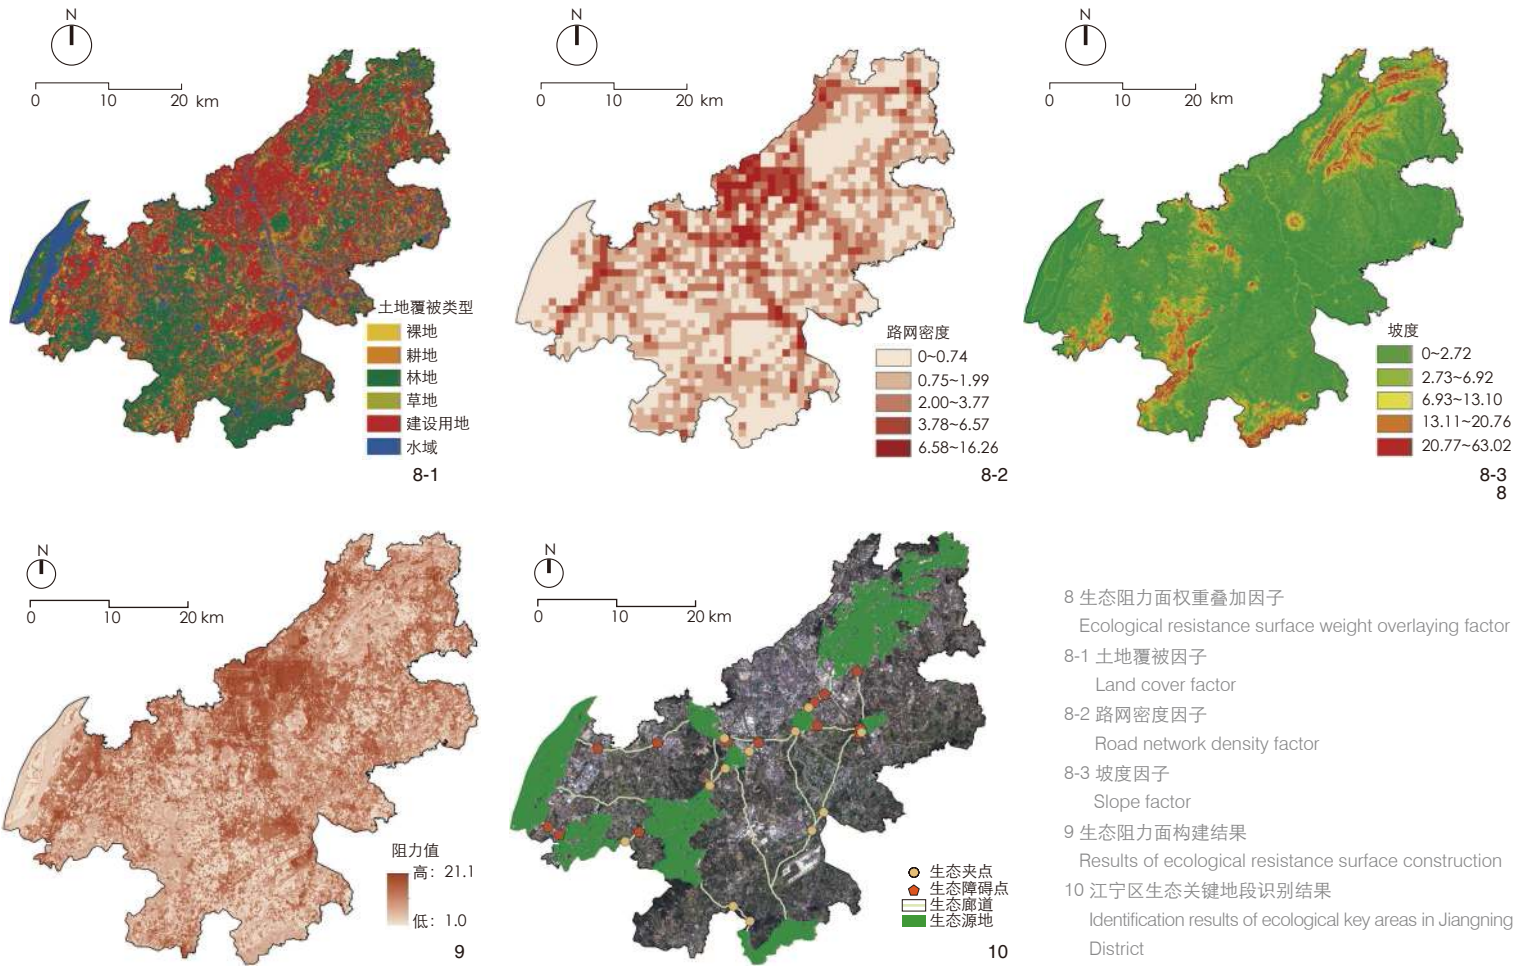 N
0 10 20 km
土地覆被类型
裸地
耕地
林地
草地
建设用地
水域
8-1
N
0 10 20 km
路网密度
0~0.74
0.75~1.99
2.00~3.77
3.78~6.57
6.58~16.26
8-2
N
0 10 20 km
坡度
0~2.72
2.73~6.92
6.93~13.10
13.11~20.76
20.77~63.02
8-3
8
N
0 10 20 km
阻力值
高：21.1
低：1.0
9
N
0 10 20 km
生态夹点
生态障碍点
生态廊道
生态源地
10
8 生态阻力面权重叠加因子
Ecological resistance surface weight overlaying factor
8-1 土地覆被因子
Land cover factor
8-2 路网密度因子
Road network density factor
8-3 坡度因子
Slope factor
9 生态阻力面构建结果
Results of ecological resistance surface construction
10 江宁区生态关键地段识别结果
Identification results of ecological key areas in Jiangning
District